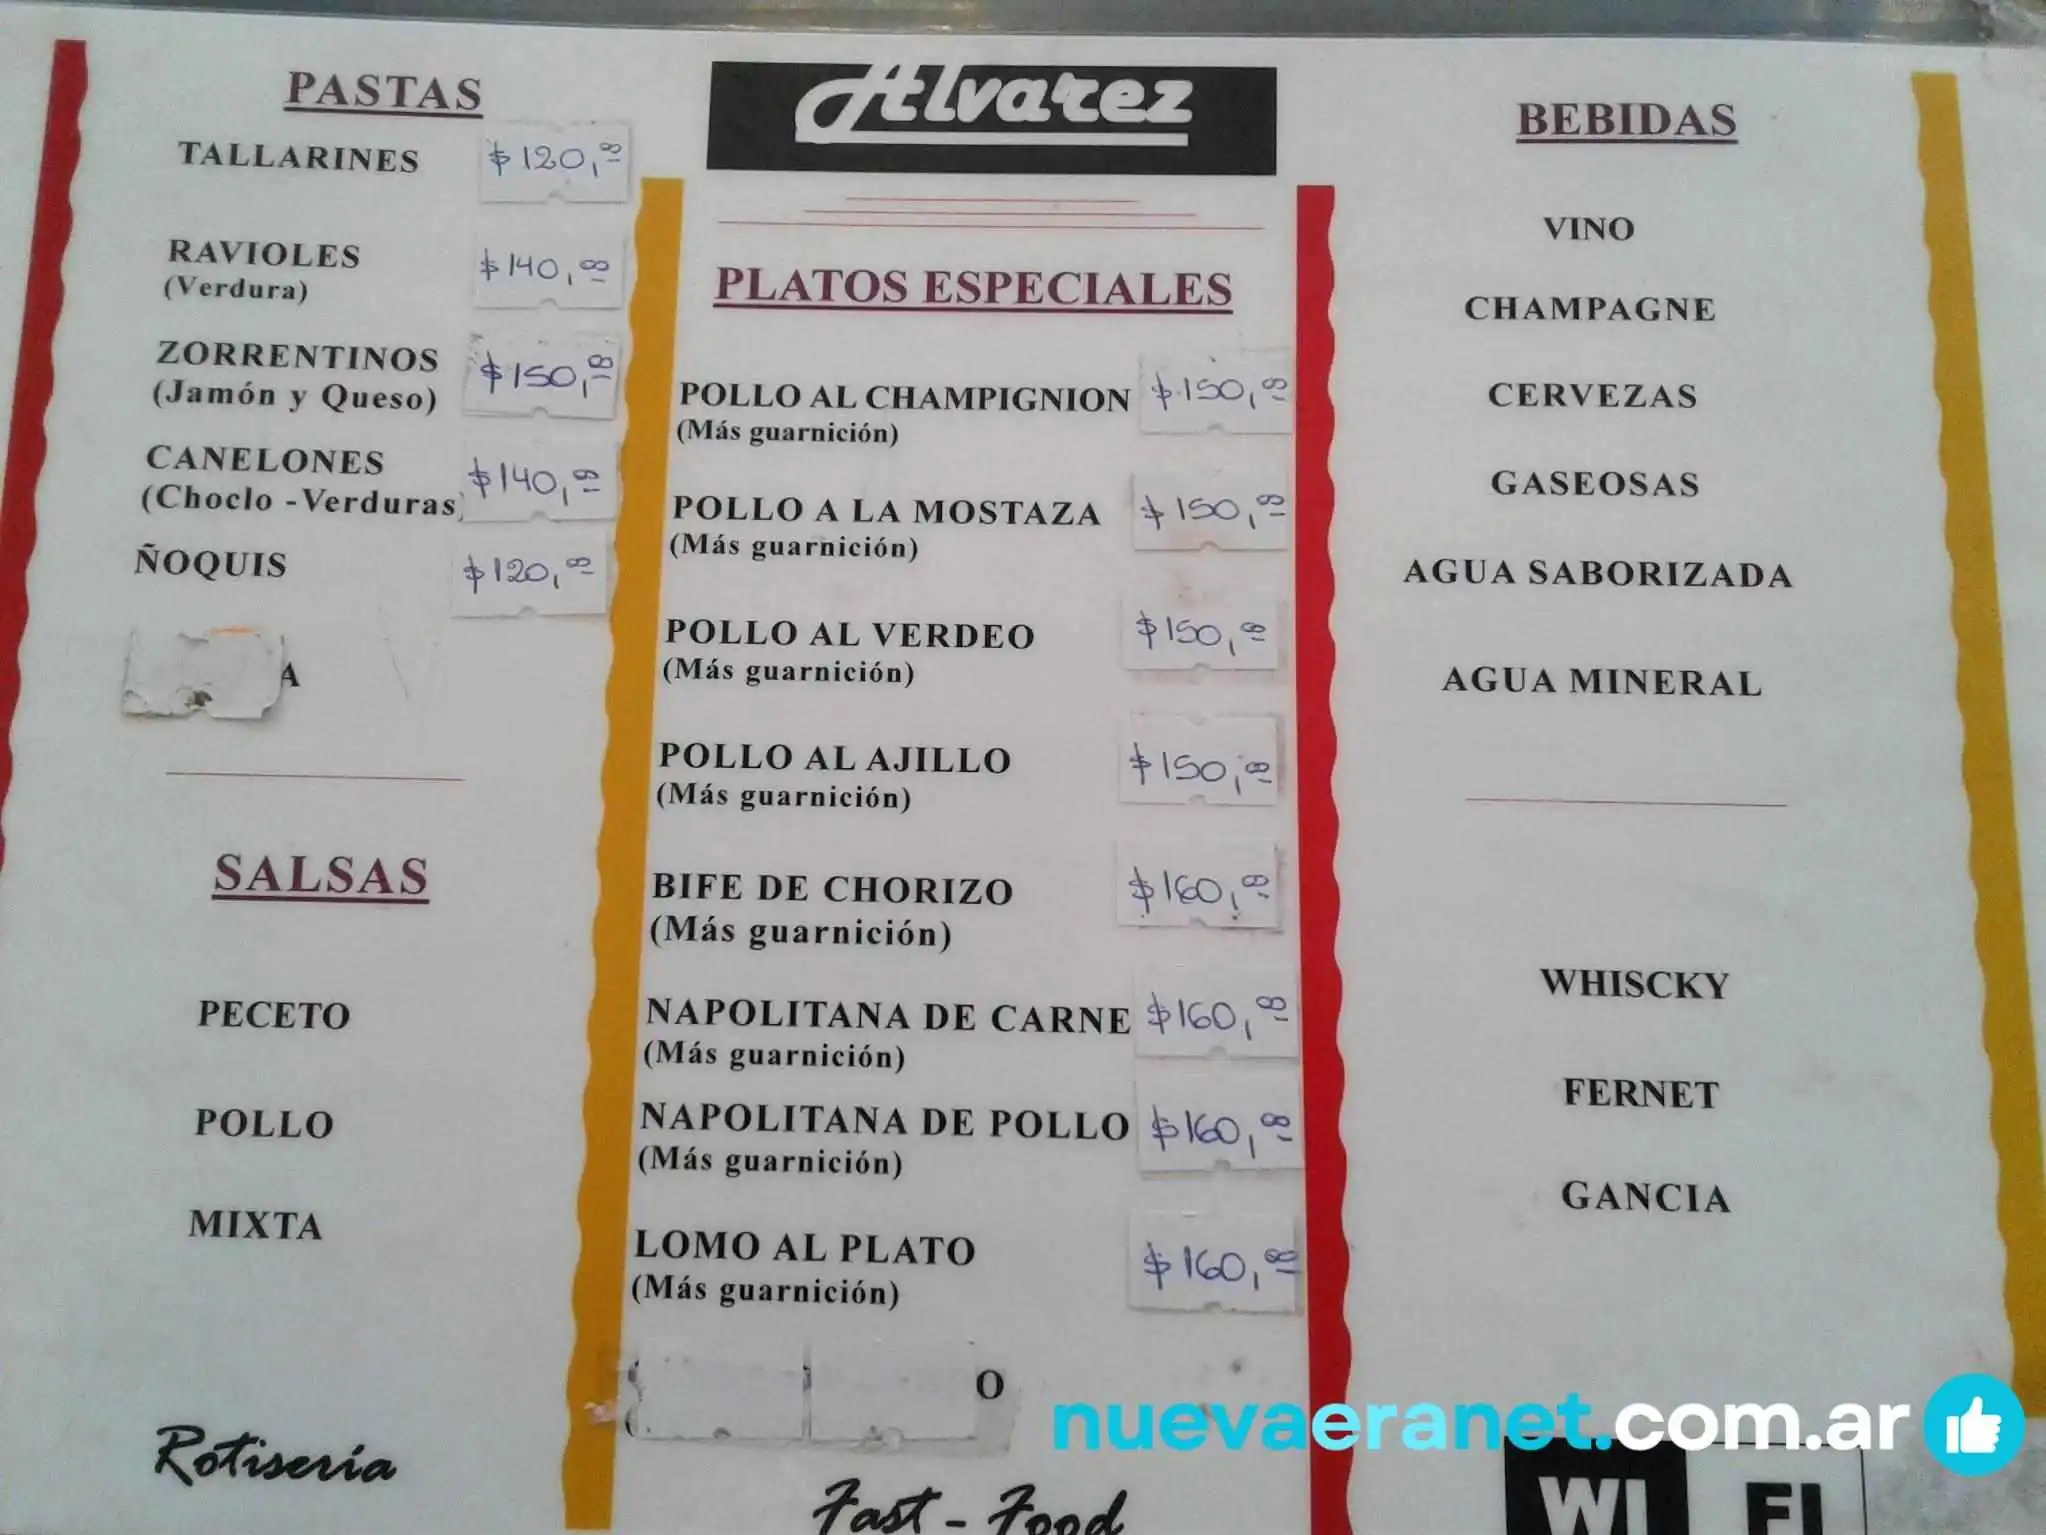 PASTAS
TALLARINES $120,00
RAVIOLES $140,00
(Verdura)
ZORRENTINOS $150,00
(Jamón y Queso)
CANELONES $140,00
(Choclo -Verduras)
ÑOQUIS $120,00
A
SALSAS
PECETO
POLLO
MIXTA
Rotisería
Alvarez
PLATOS ESPECIALES
POLLO AL CHAMPIGNION $150,00
(Más guarnición)
POLLO A LA MOSTAZA $150,00
(Más guarnición)
POLLO AL VERDEO $150,00
(Más guarnición)
POLLO AL AJILLO $150,00
(Más guarnición)
BIFE DE CHORIZO $160,00
(Más guarnición)
NAPOLITANA DE CARNE $160,00
(Más guarnición)
NAPOLITANA DE POLLO $160,00
(Más guarnición)
LOMO AL PLATO $160,00
(Más guarnición)
O
Fast - Food
BEBIDAS
VINO
CHAMPAGNE
CERVEZAS
GASEOSAS
AGUA SABORIZADA
AGUA MINERAL
WHISCKY
FERNET
GANCIA
nuevaeranet.com.ar
WI FI